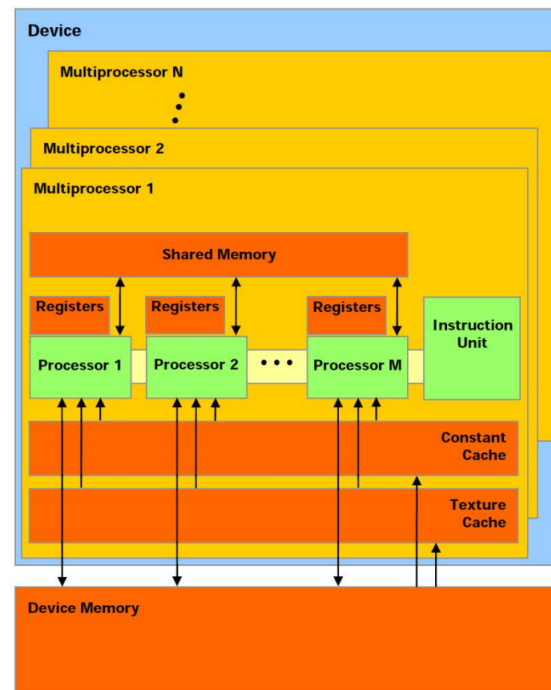 Device
Multiprocessor N
Multiprocessor 2
Multiprocessor 1
Shared Memory
Registers
Registers
Registers
Instruction
Unit
Processor 1
Processor 2
Processor M
Constant
Cache
Texture
Cache
Device Memory